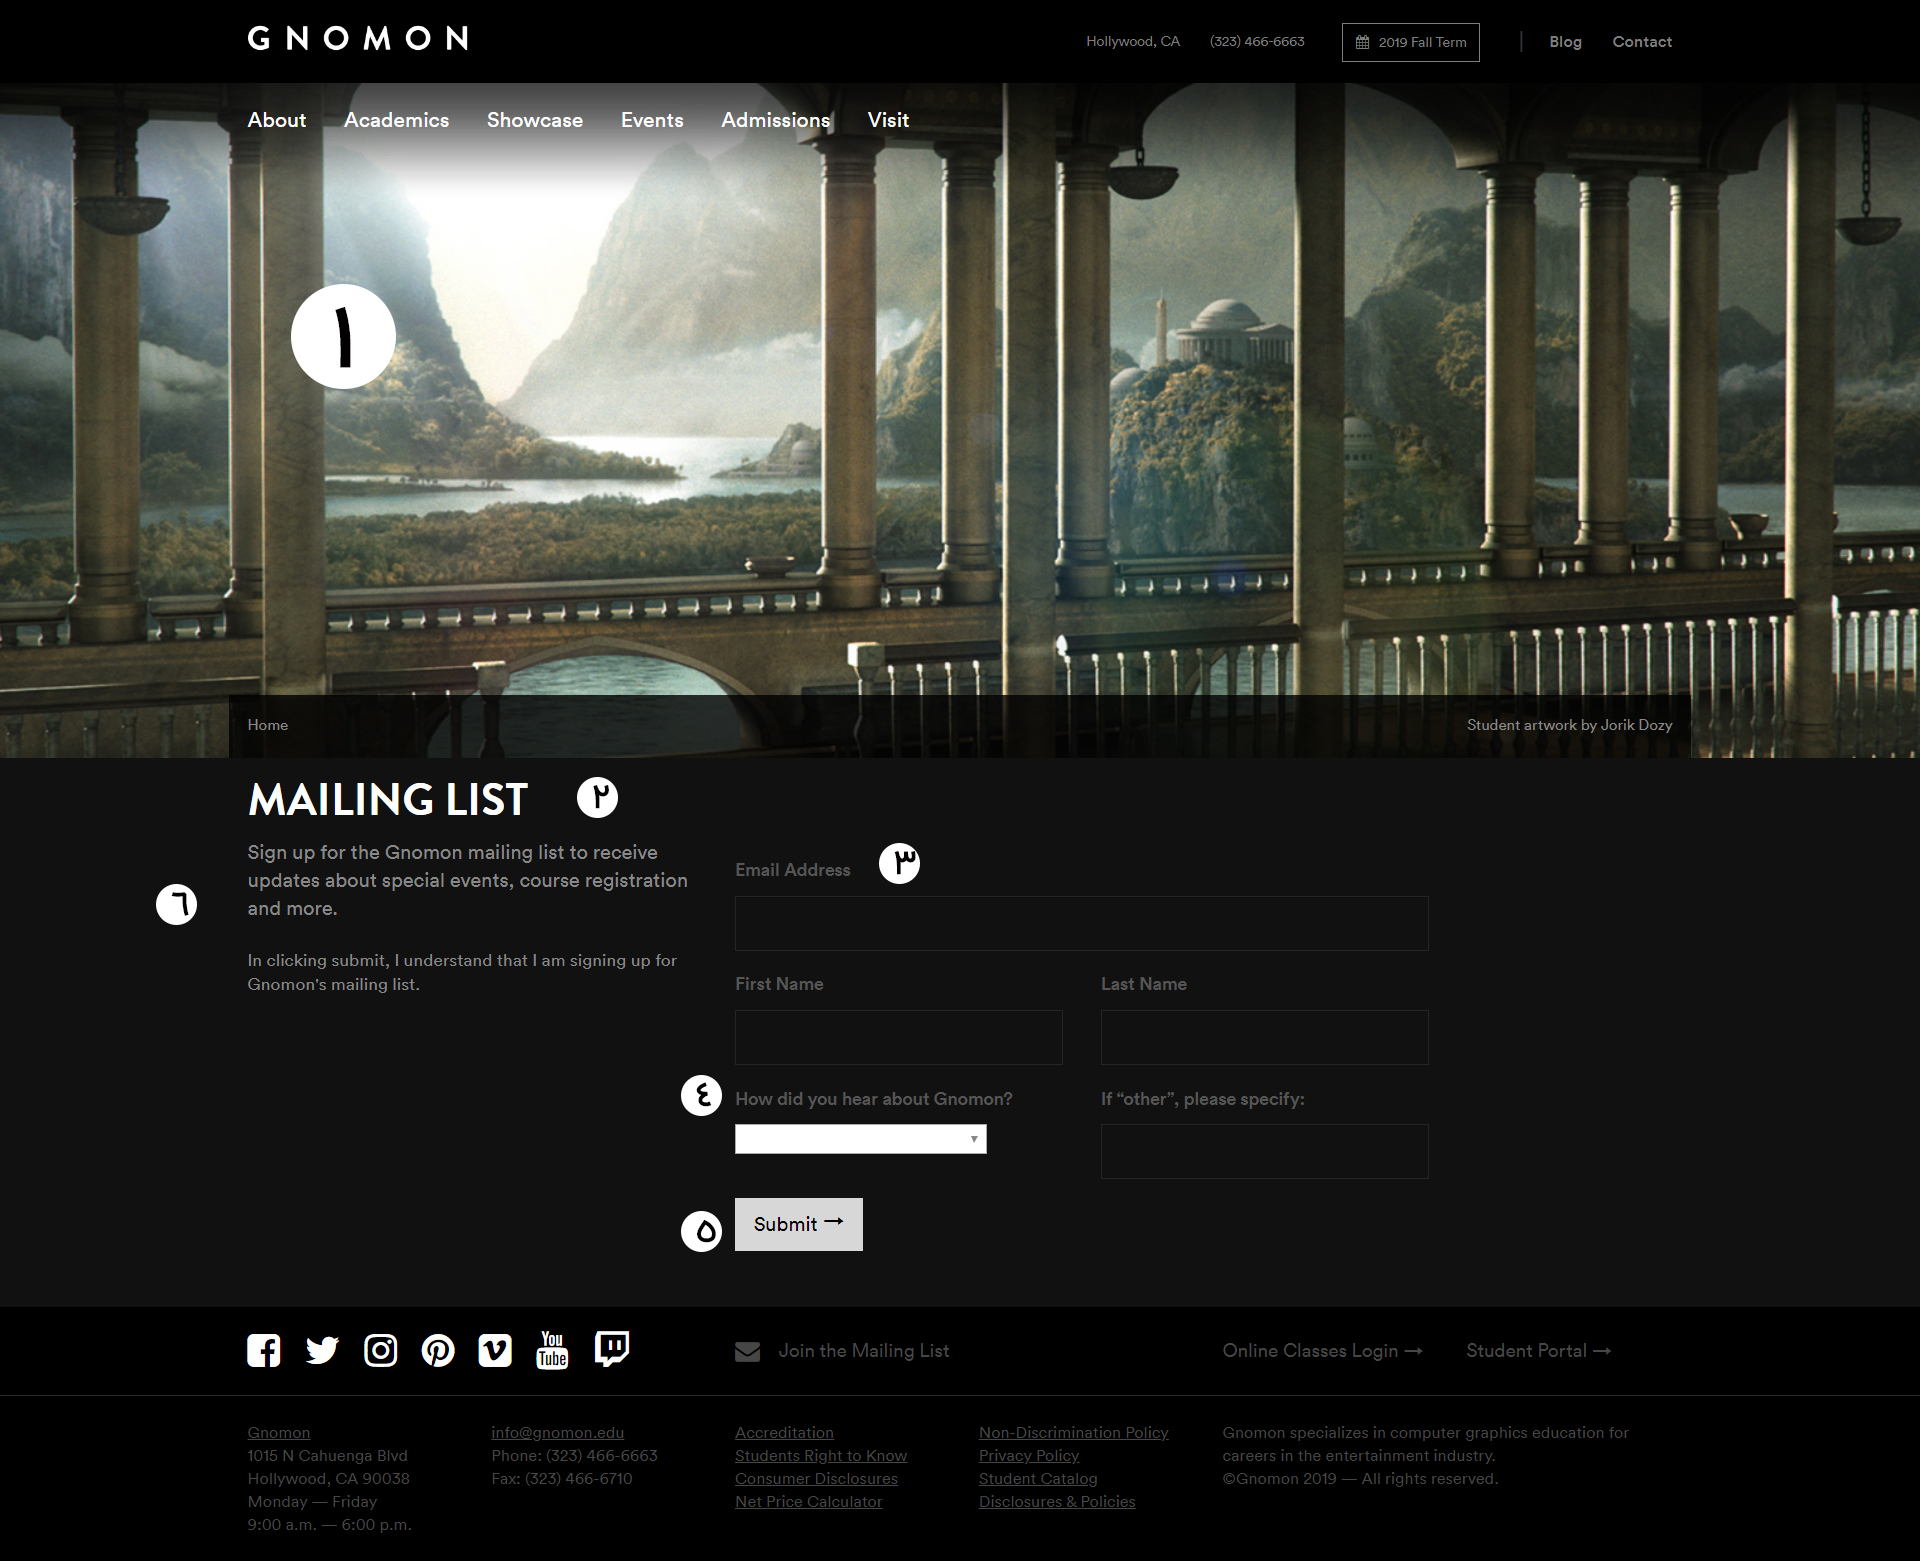 GNOMON
Hollywood, CA
(323) 466-6663
2019 Fall Term
Blog
Contact
About
Academics
Showcase
Events
Admissions
Visit
١
Home
Student artwork by Jorik Dozy
MAILING LIST
٢
Sign up for the Gnomon mailing list to receive
updates about special events, course registration
and more.
٦
In clicking submit, I understand that I am signing up for
Gnomon's mailing list.
Email Address
٣
First Name
Last Name
٤
How did you hear about Gnomon?
If “other”, please specify:
٥
Submit →
You
Tube
Join the Mailing List
Online Classes Login →
Student Portal →
Gnomon
1015 N Cahuenga Blvd
Hollywood, CA 90038
Monday — Friday
9:00 a.m. — 6:00 p.m.
info@gnomon.edu
Phone: (323) 466-6663
Fax: (323) 466-6710
Accreditation
Students Right to Know
Consumer Disclosures
Net Price Calculator
Non-Discrimination Policy
Privacy Policy
Student Catalog
Disclosures & Policies
Gnomon specializes in computer graphics education for
careers in the entertainment industry.
©Gnomon 2019 — All rights reserved.